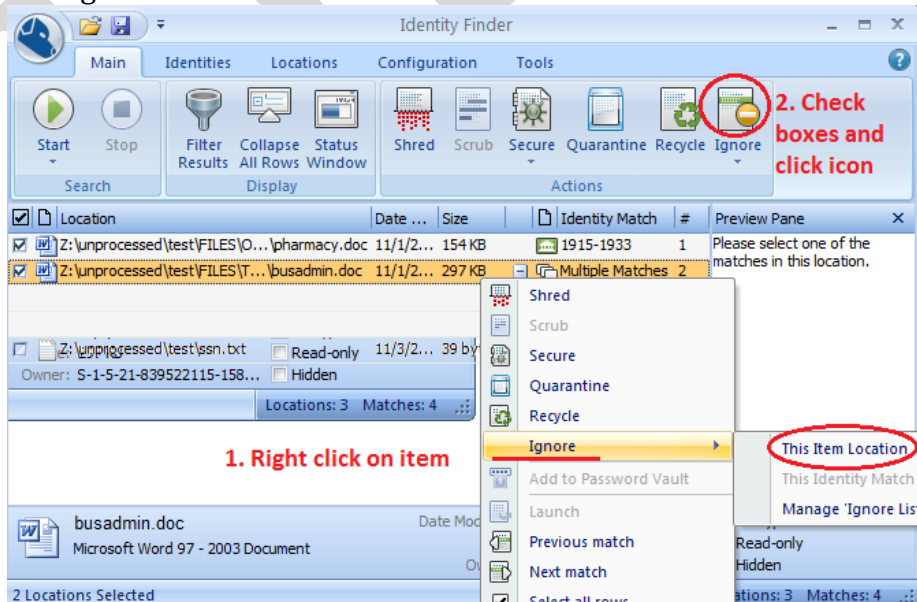 Identity Finder
Main Identities Locations Configuration Tools
Start Stop Filter Results Collapse All Rows Status Window Shred Scrub Secure Quarantine Recycle Ignore
Search Display Actions
2. Check
boxes and
click icon
Location Date ... Size Identity Match # Preview Pane
Z:\unprocessed\test\FILES\O...\pharmacy.doc 11/1/2... 154 KB 1915-1933 1
Z:\unprocessed\test\FILES\T...\busadmin.doc 11/1/2... 297 KB Multiple Matches 2
Please select one of the
matches in this location.
Z:\unprocessed\test\ssn.txt Read-only 11/3/2... 39 by
Owner: S-1-5-21-839522115-158... Hidden
Locations: 3 Matches: 4
1. Right click on item
Shred
Scrub
Secure
Quarantine
Recycle
Ignore
Add to Password Vault
Launch
Previous match
Next match
Select all rows
This Item Location
This Identity Match
Manage 'Ignore List
busadmin.doc Date Mod
Microsoft Word 97 - 2003 Document
Read-only
Hidden
2 Locations Selected
ations: 3 Matches: 4